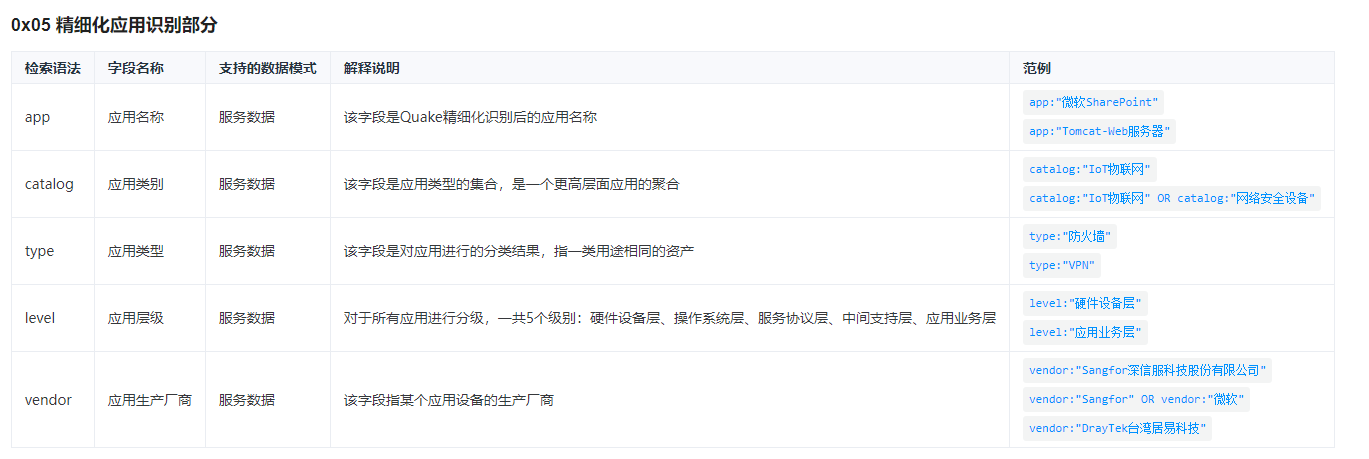 0x05 精细化应用识别部分
检索语法 字段名称 支持的数据模式 解释说明 范例
app 应用名称 服务数据 该字段是Quake精细化识别后的应用名称 app:"微软SharePoint"
app:"Tomcat-Web服务器"
catalog 应用类别 服务数据 该字段是应用类型的集合，是一个更高层面应用的聚合 catalog:"IoT物联网"
catalog:"IoT物联网" OR catalog:"网络安全设备"
type 应用类型 服务数据 该字段是对应用进行的分类结果，指一类用途相同的资产 type:"防火墙"
type:"VPN"
level 应用层级 服务数据 对于所有应用进行分级，一共5个级别：硬件设备层、操作系统层、服务协议层、中间支持层、应用业务层 level:"硬件设备层"
level:"应用业务层"
vendor 应用生产厂商 服务数据 该字段指某个应用设备的生产厂商 vendor:"Sangfor深信服科技股份有限公司"
vendor:"Sangfor" OR vendor:"微软"
vendor:"DrayTek台湾居易科技"